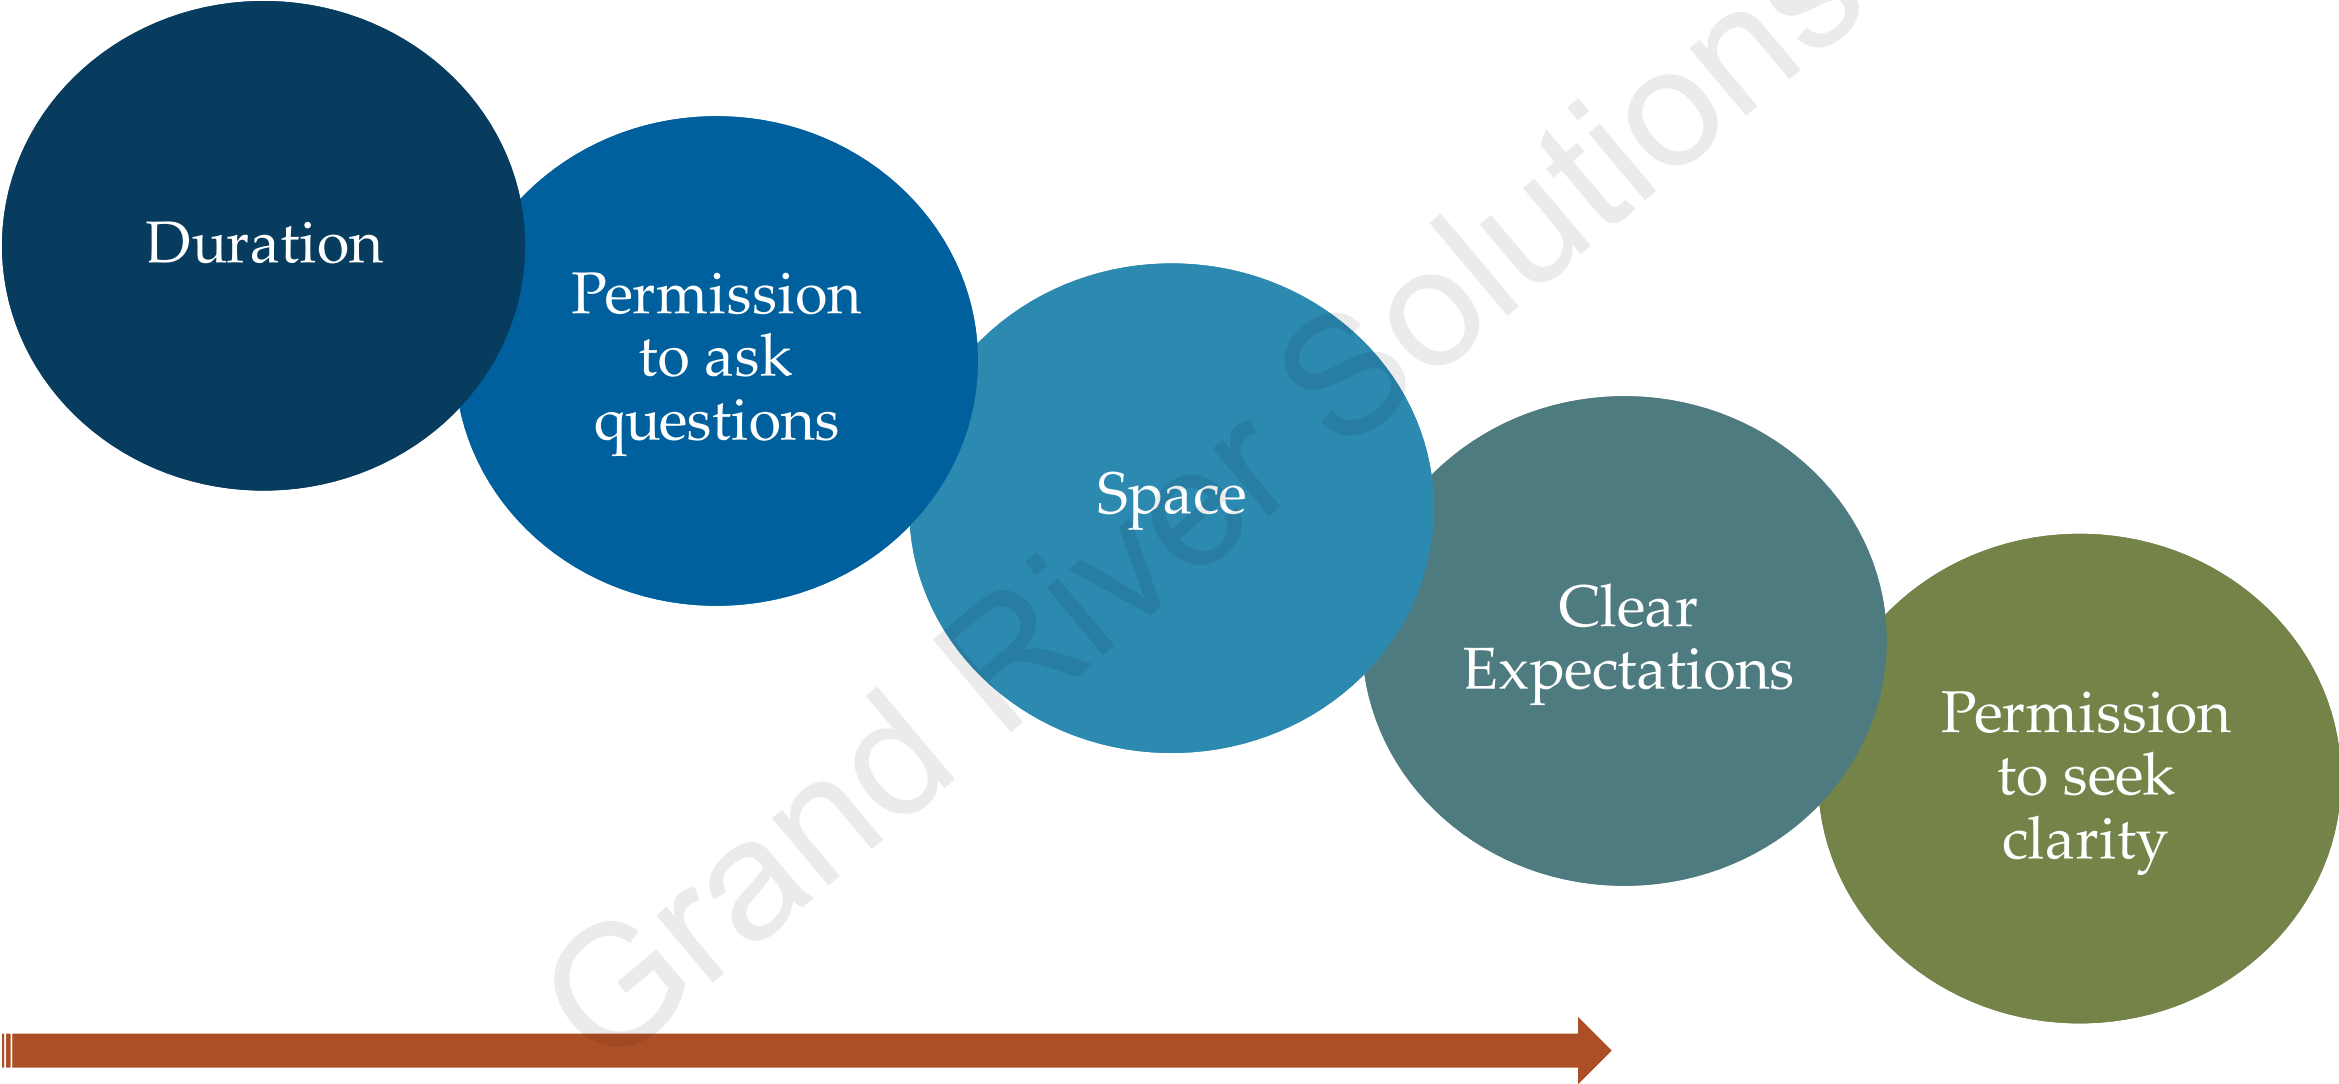 Duration
Permission
to ask
questions
Space
Clear
Expectations
Permission
to seek
clarity
Grand River Solutions